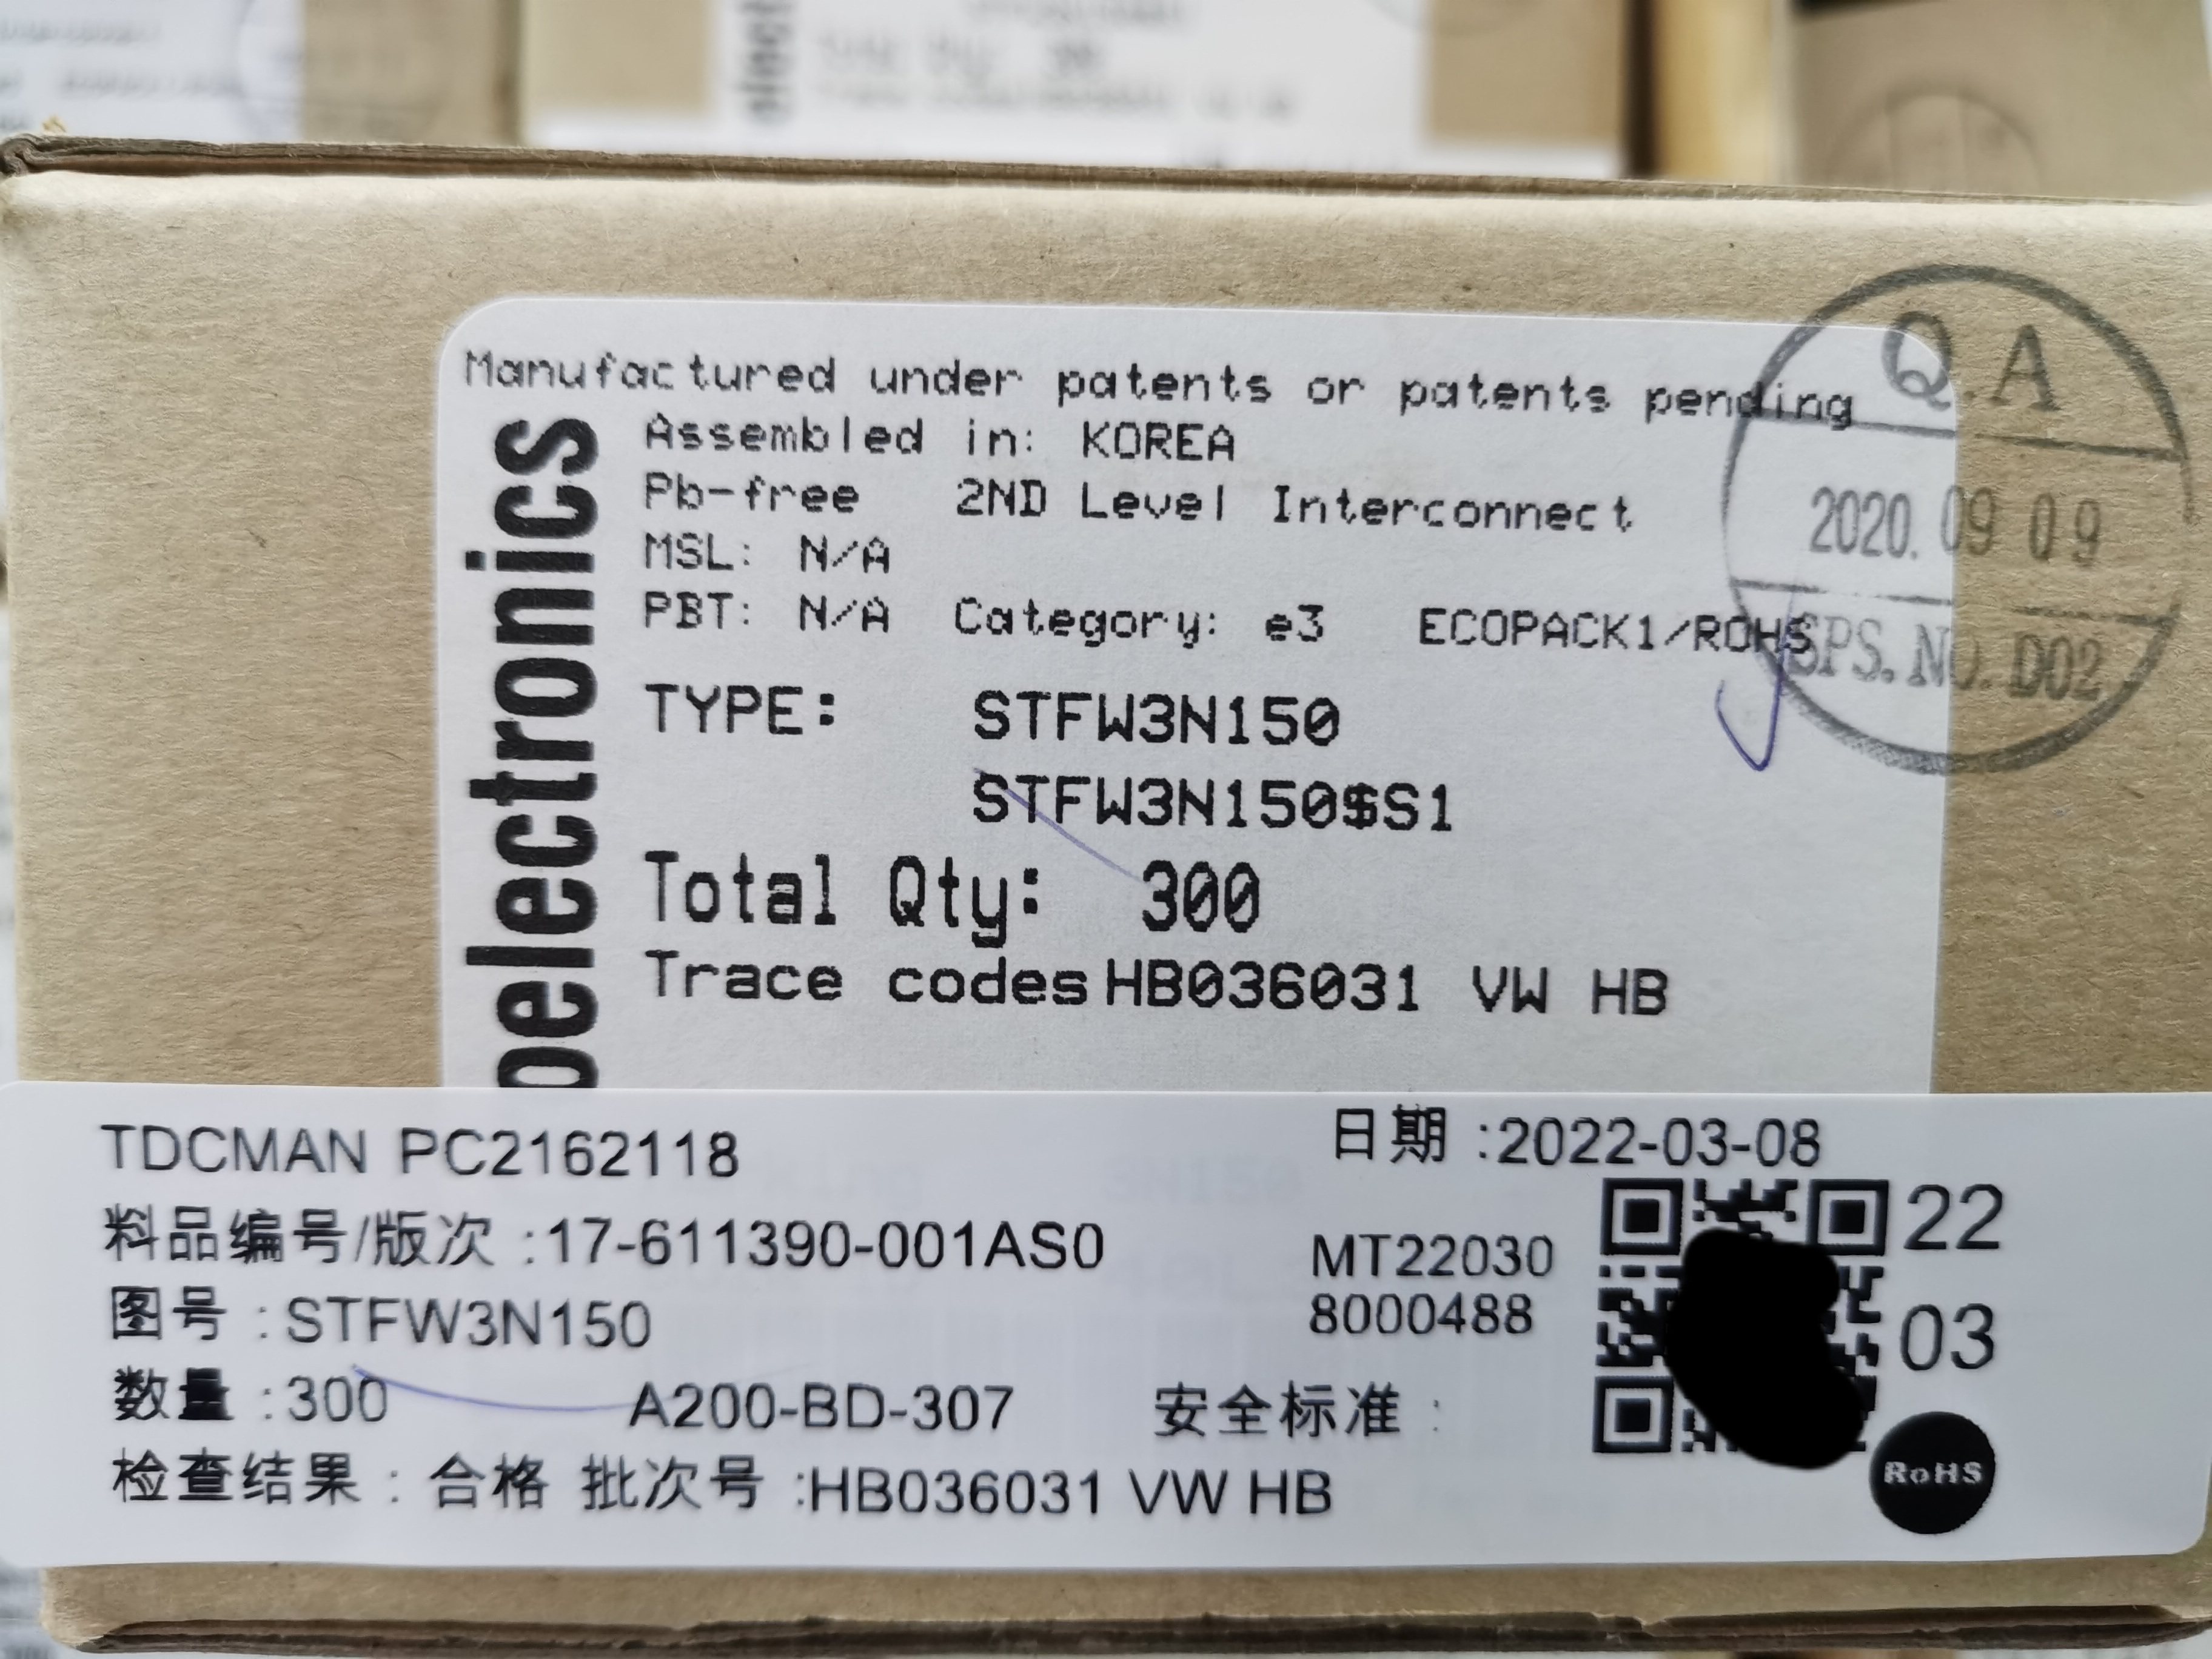 Manufactured under patents or patents pending
Assembled in: KOREA
Pb-free 2ND Level Interconnect
MSL: N/A
PBT: N/A Category: e3 ECOPACK1/ROHS
TYPE: STFW3N150
STFW3N150$S1
Total Qty: 300
Trace codes HB036031 VW HB
oelectronics
Q.A
2020.09 09
SPS.NO.D02
TDCMAN PC2162118
日期:2022-03-08
料品编号/版次:17-611390-001AS0
MT22030
8000488
22
03
图号:STFW3N150
数量:300 A200-BD-307 安全标准:
检查结果:合格 批次号:HB036031 VW HB
RoHS
elect